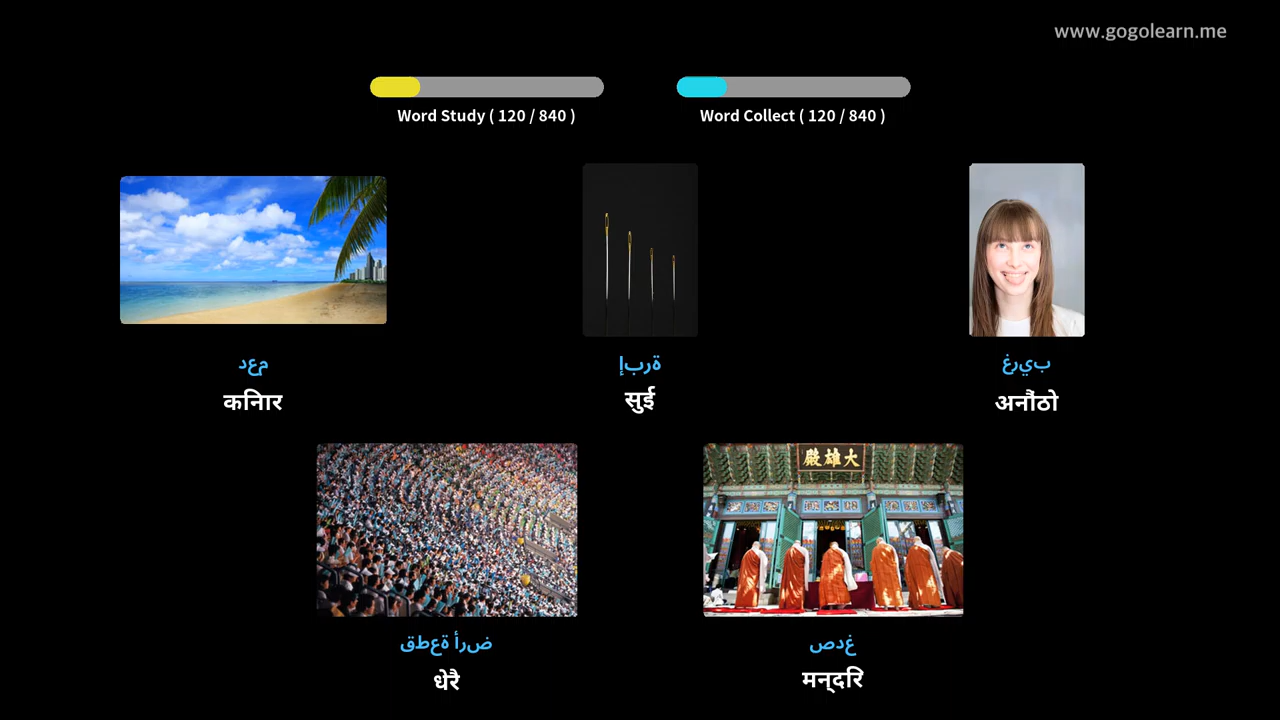 www.gogolearn.me
Word Study ( 120 / 840 )
Word Collect ( 120 / 840 )
معد
कनिार
ةربإ
सुई
بيرغ
अनौंठो
ضرأ ةعطق
धेरै
大雄殿
غدص
मन्‌दरि